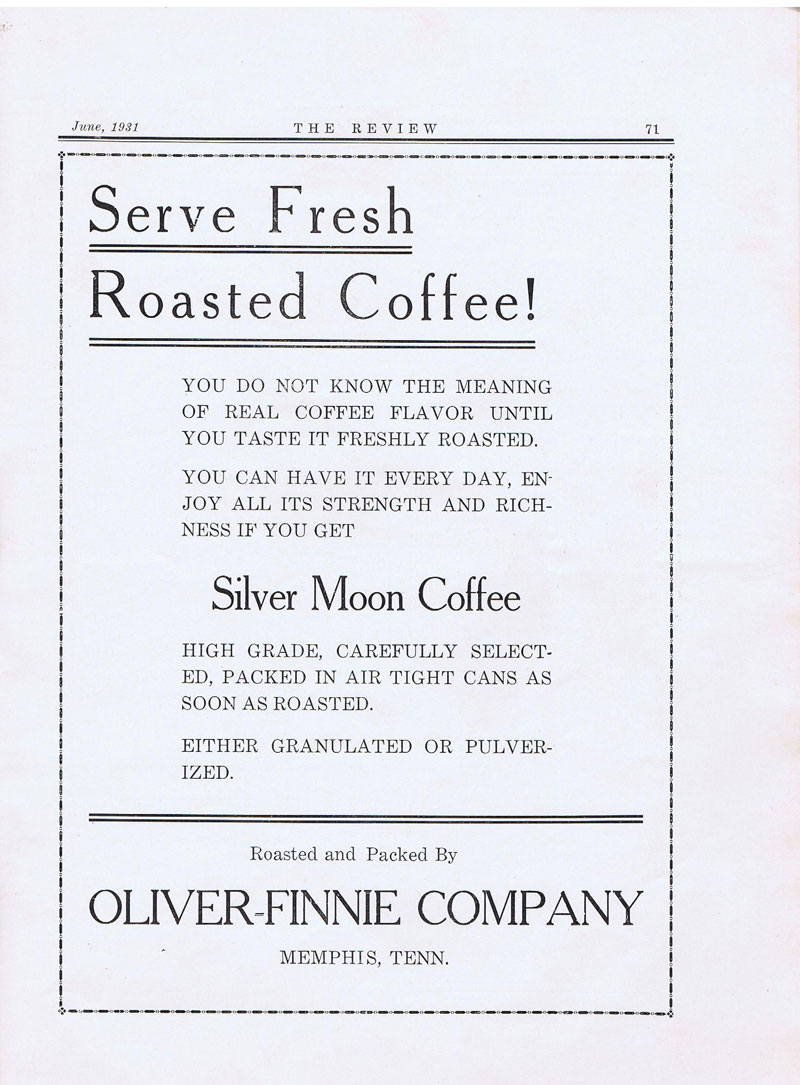 June, 1931 THE REVIEW 71
Serve Fresh
Roasted Coffee!
YOU DO NOT KNOW THE MEANING
OF REAL COFFEE FLAVOR UNTIL
YOU TASTE IT FRESHLY ROASTED.
YOU CAN HAVE IT EVERY DAY, EN-
JOY ALL ITS STRENGTH AND RICH-
NESS IF YOU GET
Silver Moon Coffee
HIGH GRADE, CAREFULLY SELECT-
ED, PACKED IN AIR TIGHT CANS AS
SOON AS ROASTED.
EITHER GRANULATED OR PULVER-
IZED.
Roasted and Packed By
OLIVER-FINNIE COMPANY
MEMPHIS, TENN.